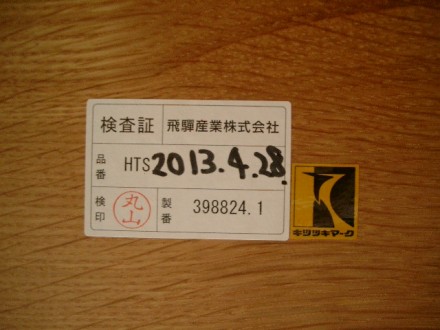 検査証 飛騨産業株式会社
品番 HTS 2013.4.28.
検印 丸山 製番 398824.1
キツツキマーク